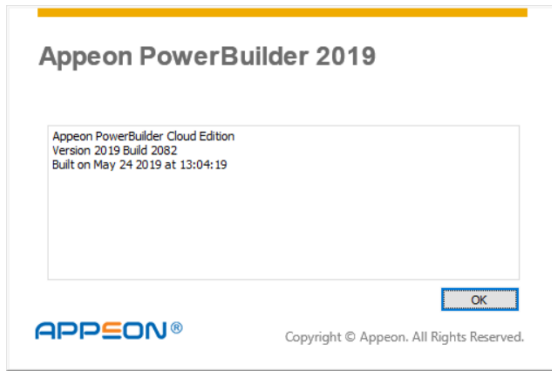 Appeon PowerBuilder 2019
Appeon PowerBuilder Cloud Edition
Version 2019 Build 2082
Built on May 24 2019 at 13:04:19
OK
APPEON®
Copyright © Appeon. All Rights Reserved.